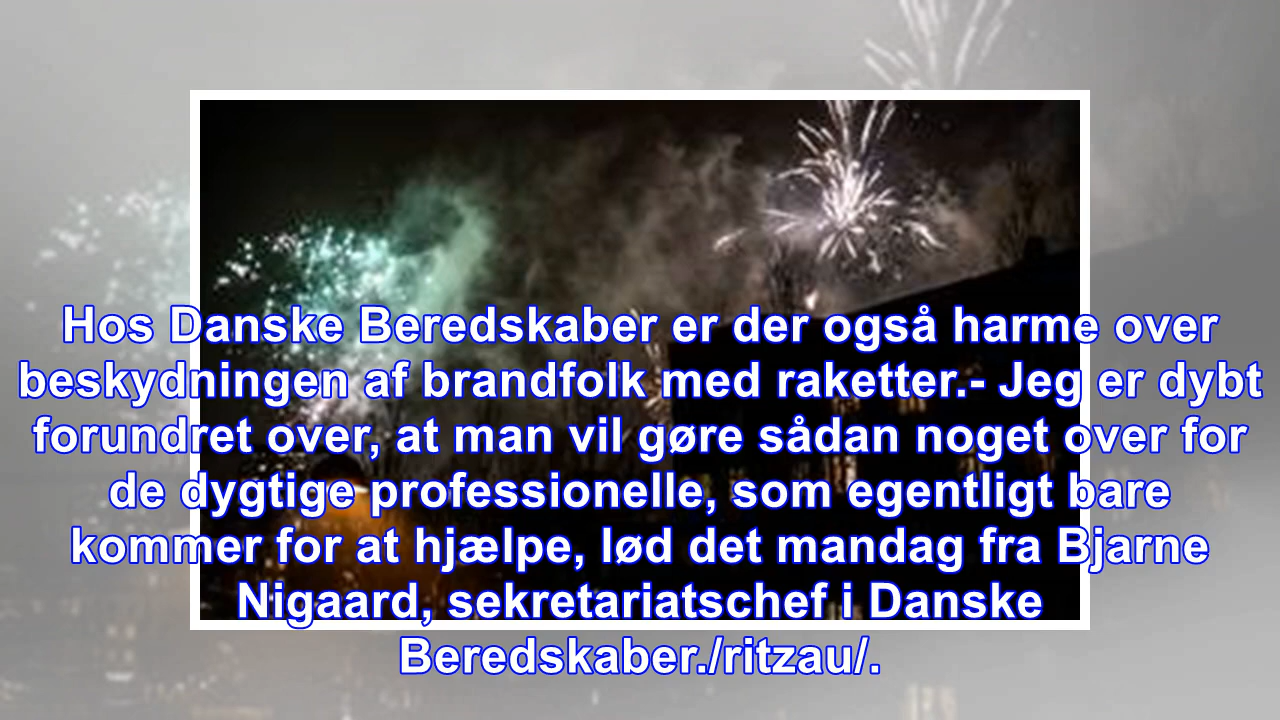 Hos Danske Beredskaber er der også harme over
beskydningen af brandfolk med raketter.- Jeg er dybt
forundret over, at man vil gøre sådan noget over for
de dygtige professionelle, som egentligt bare
kommer for at hjælpe, lød det mandag fra Bjarne
Nigaard, sekretariatschef i Danske
Beredskaber./ritzau/.